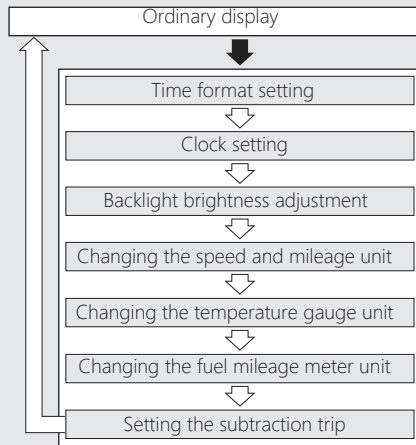 Ordinary display
Time format setting
Clock setting
Backlight brightness adjustment
Changing the speed and mileage unit
Changing the temperature gauge unit
Changing the fuel mileage meter unit
Setting the subtraction trip